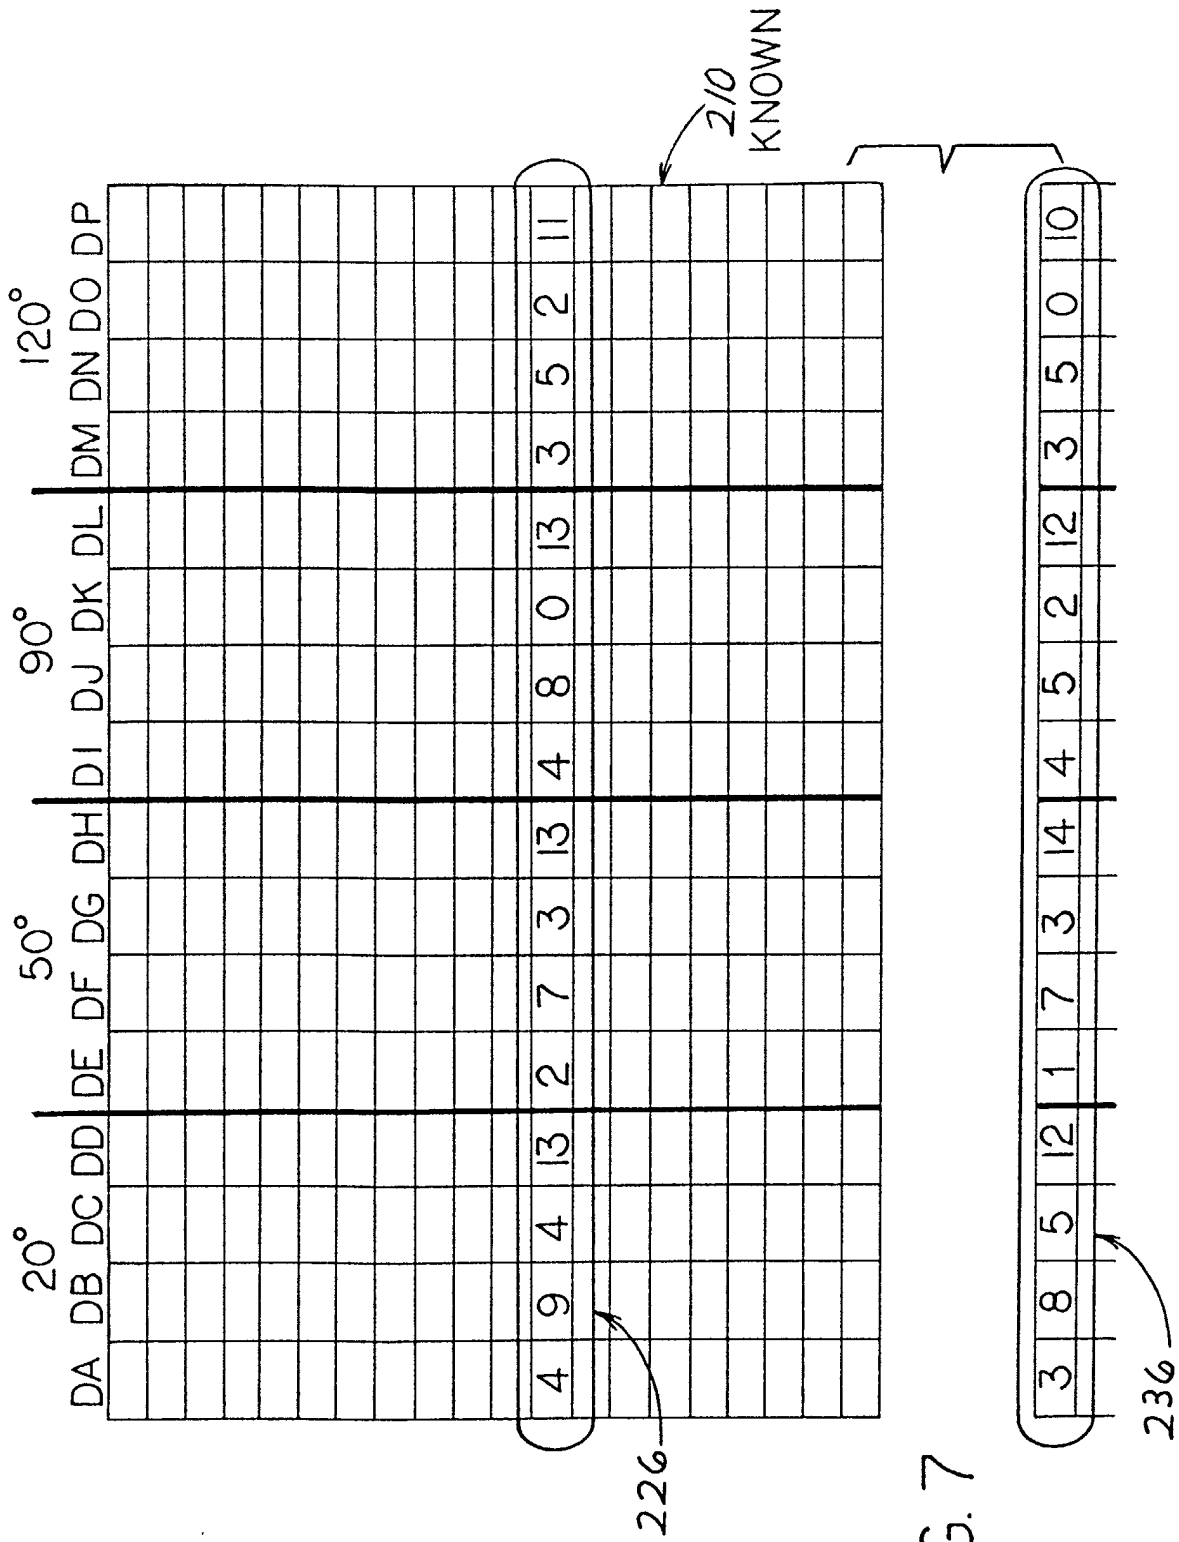 20° 50° 90° 120°
DA DB DC DD DE DF DG DH DI DJ DK DL DM DN DO DP
4 9 4 13 2 7 3 13 4 8 0 13 3 5 2 11
226
210
KNOWN
3 8 5 12 1 7 3 14 4 5 2 12 3 5 0 10
236
G. 7